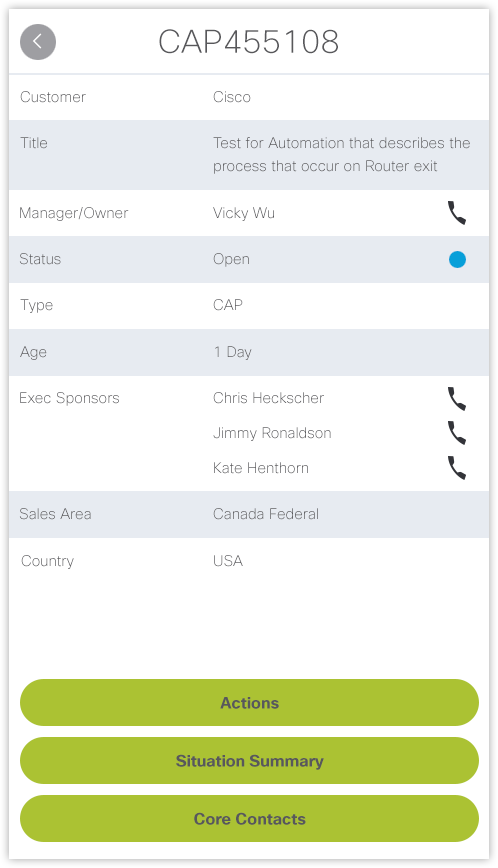 CAP455108
Customer Cisco
Title Test for Automation that describes the
process that occur on Router exit
Manager/Owner Vicky Wu
Status Open
Type CAP
Age 1 Day
Exec Sponsors Chris Heckscher
Jimmy Ronaldson
Kate Henthorn
Sales Area Canada Federal
Country USA
Actions
Situation Summary
Core Contacts